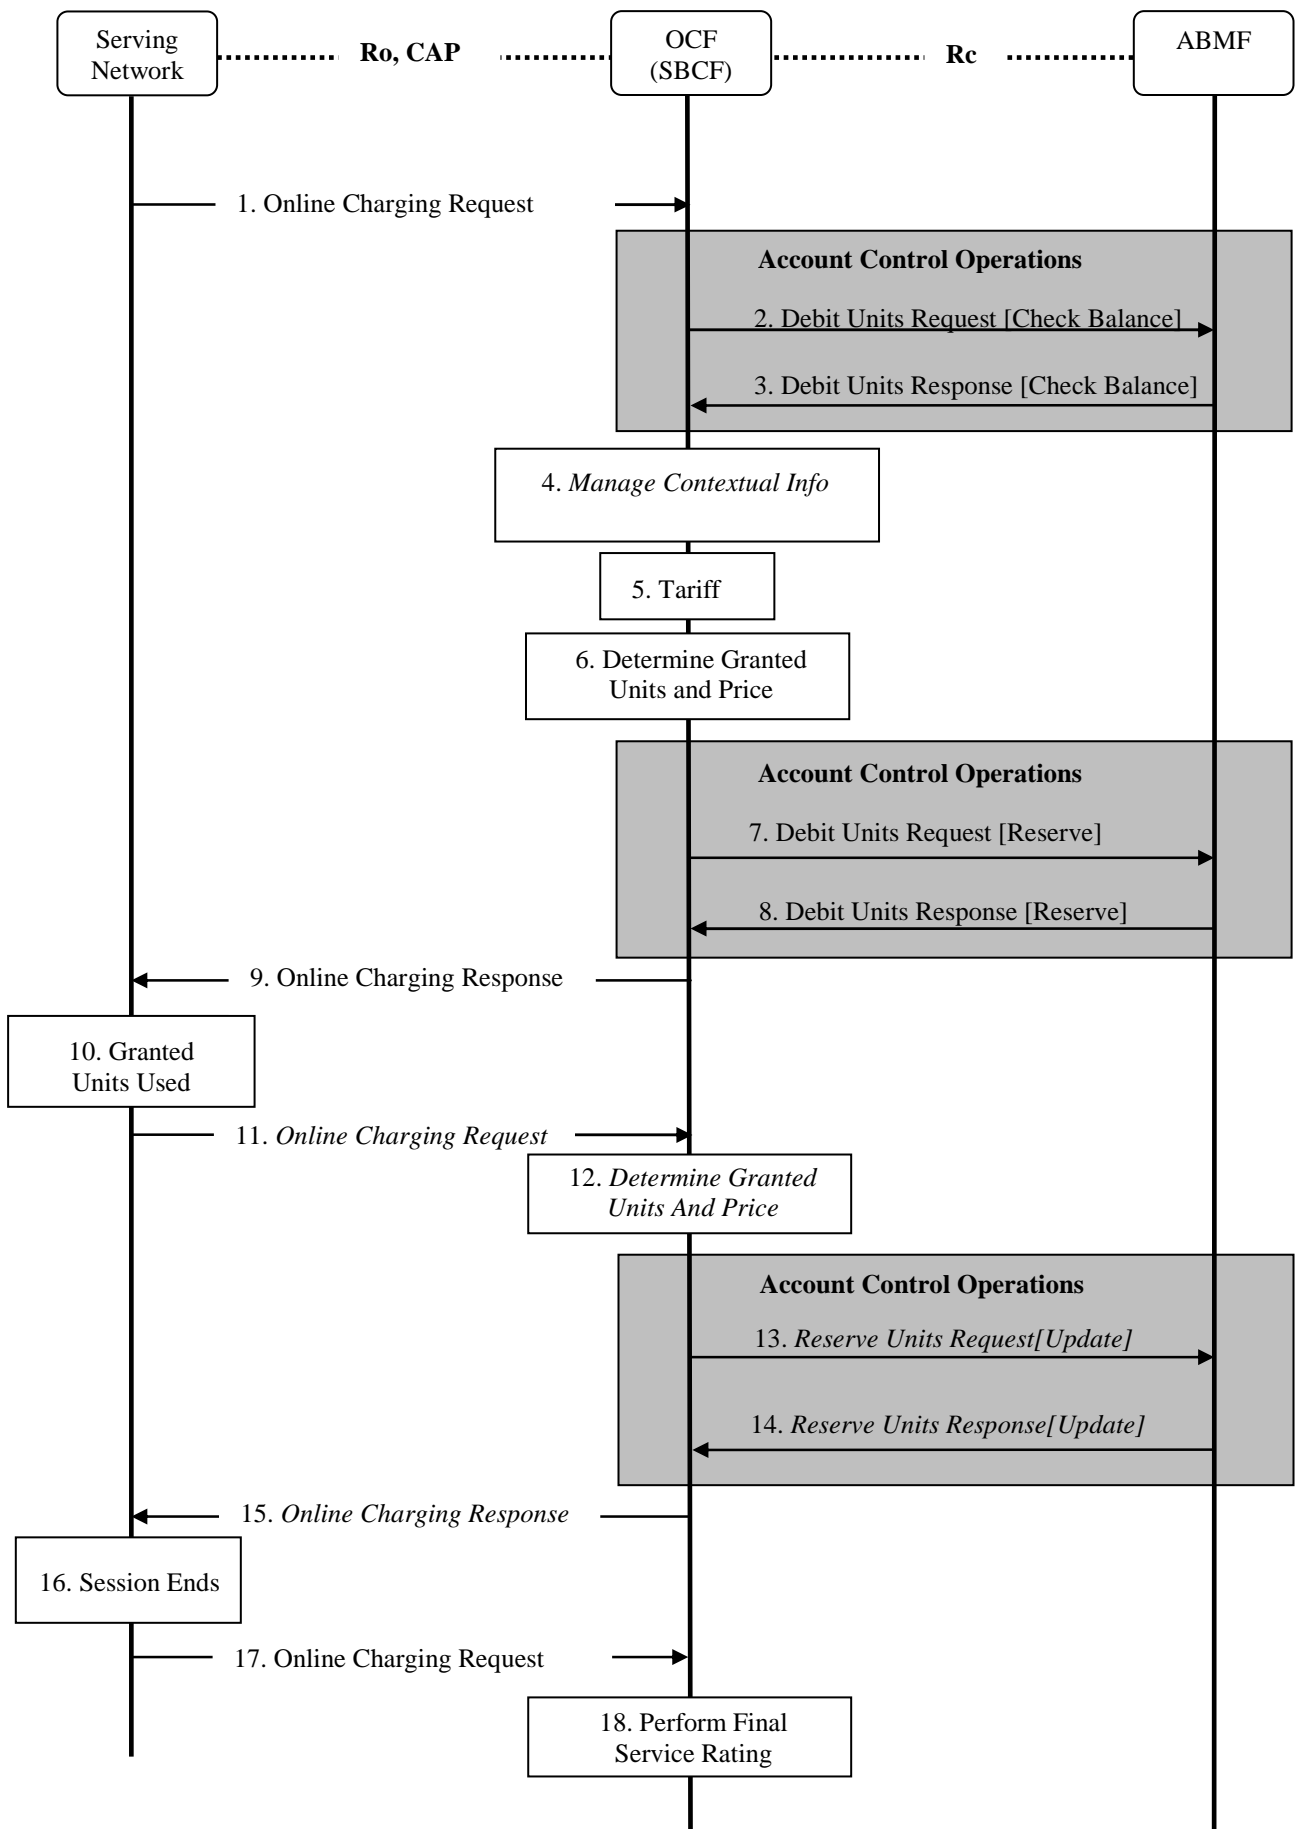 Serving
Network
Ro, CAP
OCF
(SBCF)
Rc
ABMF
1. Online Charging Request
Account Control Operations
2. Debit Units Request [Check Balance]
3. Debit Units Response [Check Balance]
4. Manage Contextual Info
5. Tariff
6. Determine Granted
Units and Price
Account Control Operations
7. Debit Units Request [Reserve]
8. Debit Units Response [Reserve]
9. Online Charging Response
10. Granted
Units Used
11. Online Charging Request
12. Determine Granted
Units And Price
Account Control Operations
13. Reserve Units Request[Update]
14. Reserve Units Response[Update]
15. Online Charging Response
16. Session Ends
17. Online Charging Request
18. Perform Final
Service Rating